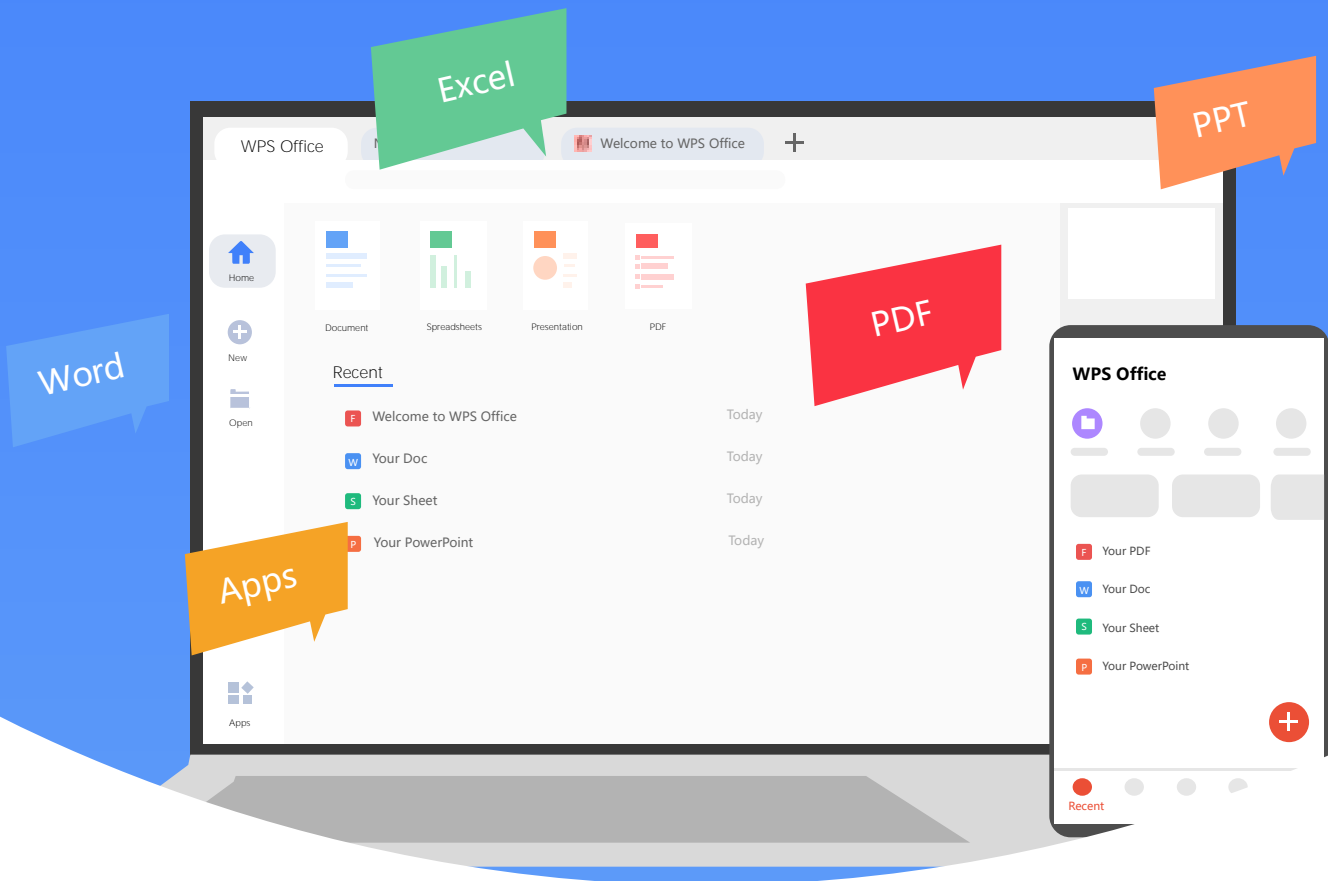 Excel
PPT
WPS Office
Welcome to WPS Office
Home
New
Open
Apps
Document
Spreadsheets
Presentation
PDF
PDF
Word
Apps
Recent
F Welcome to WPS Office Today
W Your Doc Today
S Your Sheet Today
P Your PowerPoint Today
WPS Office
F Your PDF
W Your Doc
S Your Sheet
P Your PowerPoint
Recent